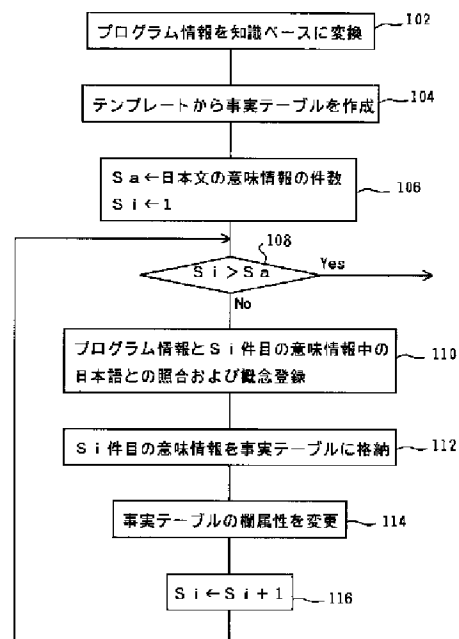 プログラム情報を知識ベースに変換
102
テンプレートから事実テーブルを作成
104
Sa←日本文の意味情報の件数
Si←1
106
108
Si>Sa
Yes
No
プログラム情報とSi件目の意味情報中の
日本語との照合および概念登録
110
Si件目の意味情報を事実テーブルに格納
112
事実テーブルの欄属性を変更
114
Si←Si+1
116